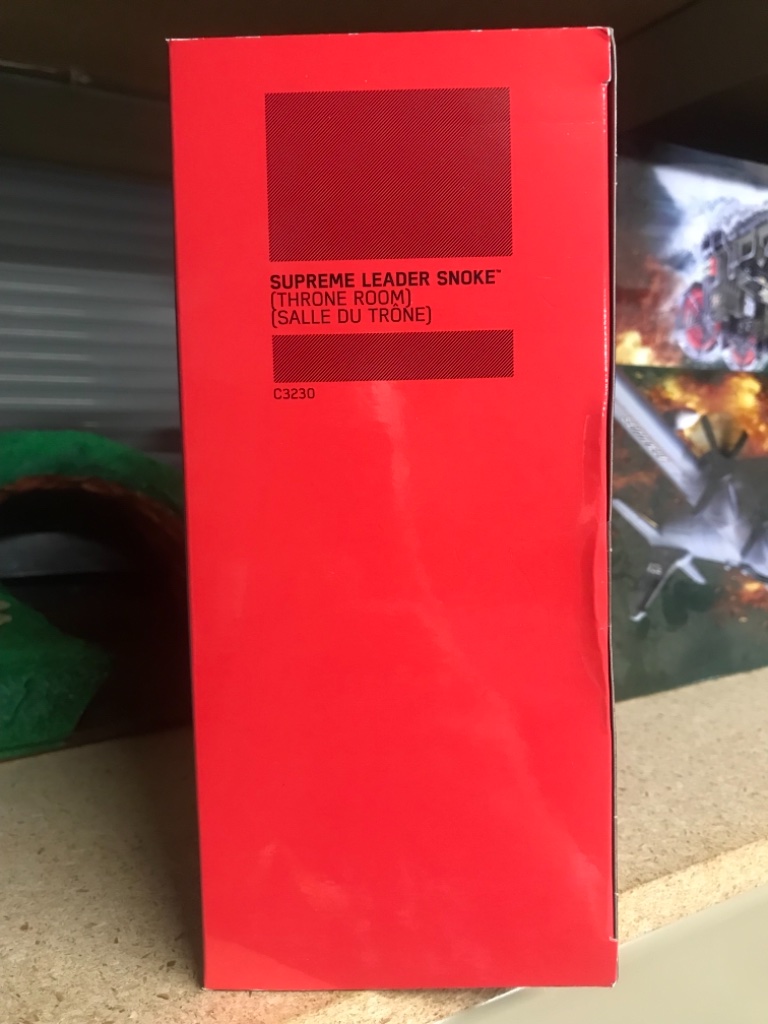 SUPREME LEADER SNOKE™
(THRONE ROOM)
(SALLE DU TRÔNE)
C3230